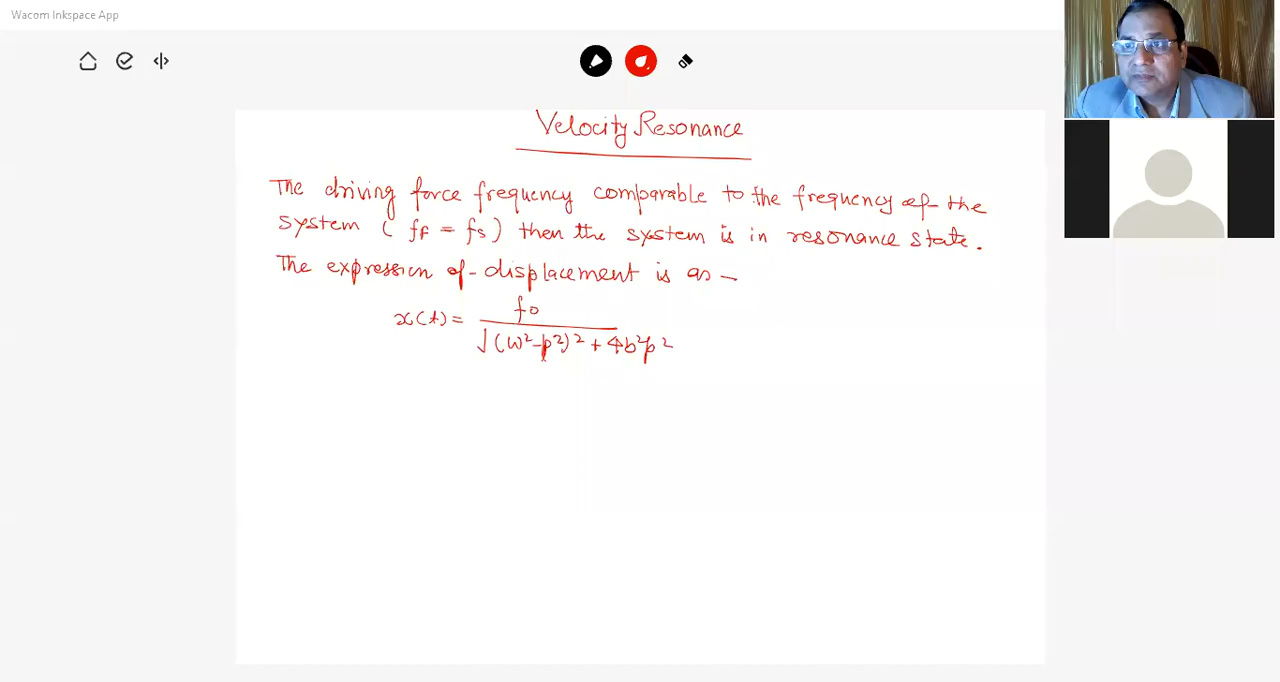 Wacom Inkspace App
Velocity Resonance
The driving force frequency comparable to the frequency of the
system ( fF = fs ) then the system is in resonance state.
The expression of displacement is as –
x(t) = f0 / √(ω²-p²)² + 4b²p²